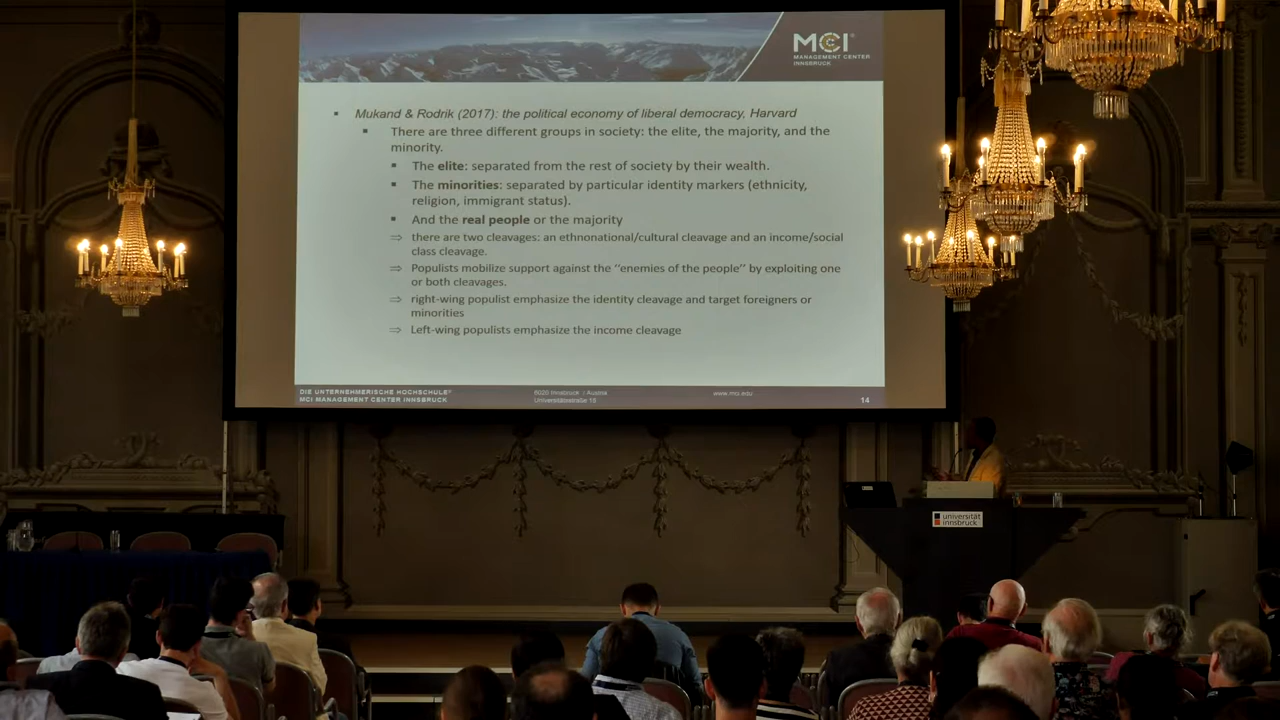 MCI®
MANAGEMENT CENTER
INNSBRUCK
Mukand & Rodrik (2017): the political economy of liberal democracy, Harvard
There are three different groups in society: the elite, the majority, and the
minority.
The elite: separated from the rest of society by their wealth.
The minorities: separated by particular identity markers (ethnicity,
religion, immigrant status).
And the real people or the majority
⇒ there are two cleavages: an ethnonational/cultural cleavage and an income/social
class cleavage.
⇒ Populists mobilize support against the "enemies of the people" by exploiting one
or both cleavages.
⇒ right-wing populist emphasize the identity cleavage and target foreigners or
minorities
⇒ Left-wing populists emphasize the income cleavage
DIE UNTERNEHMERISCHE HOCHSCHULE®
MCI MANAGEMENT CENTER INNSBRUCK
6020 Innsbruck / Austria
Universitätsstraße 15
www.mci.edu
14
universität
innsbruck